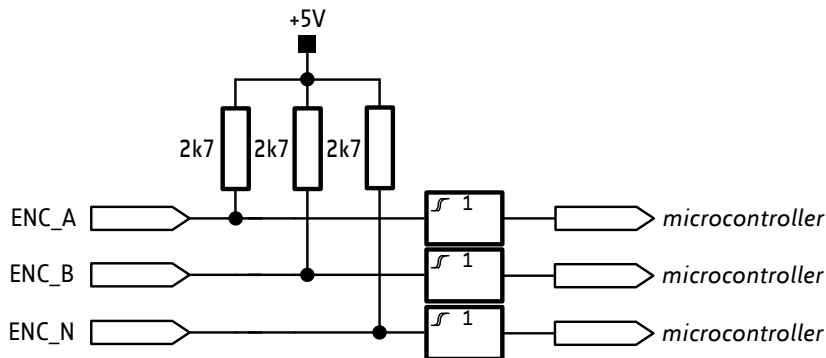 +5V
2k7 2k7 2k7
ENC_A 1 microcontroller
ENC_B 1 microcontroller
ENC_N 1 microcontroller